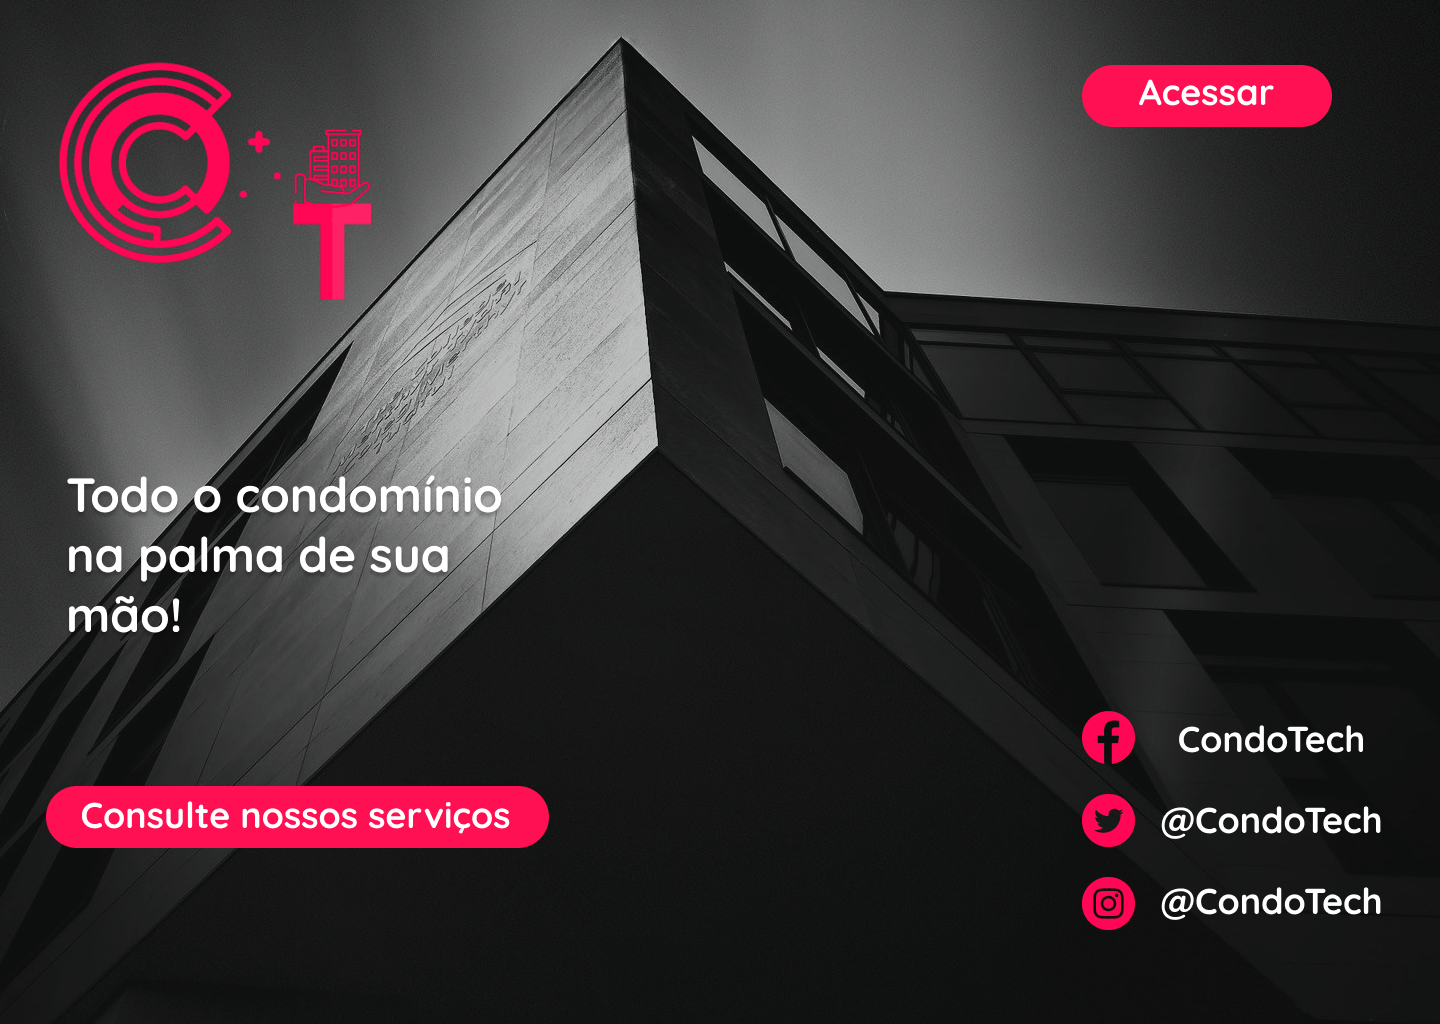 Acessar
C
T
Todo o condomínio
na palma de sua
mão!
Consulte nossos serviços
CondoTech
@CondoTech
@CondoTech